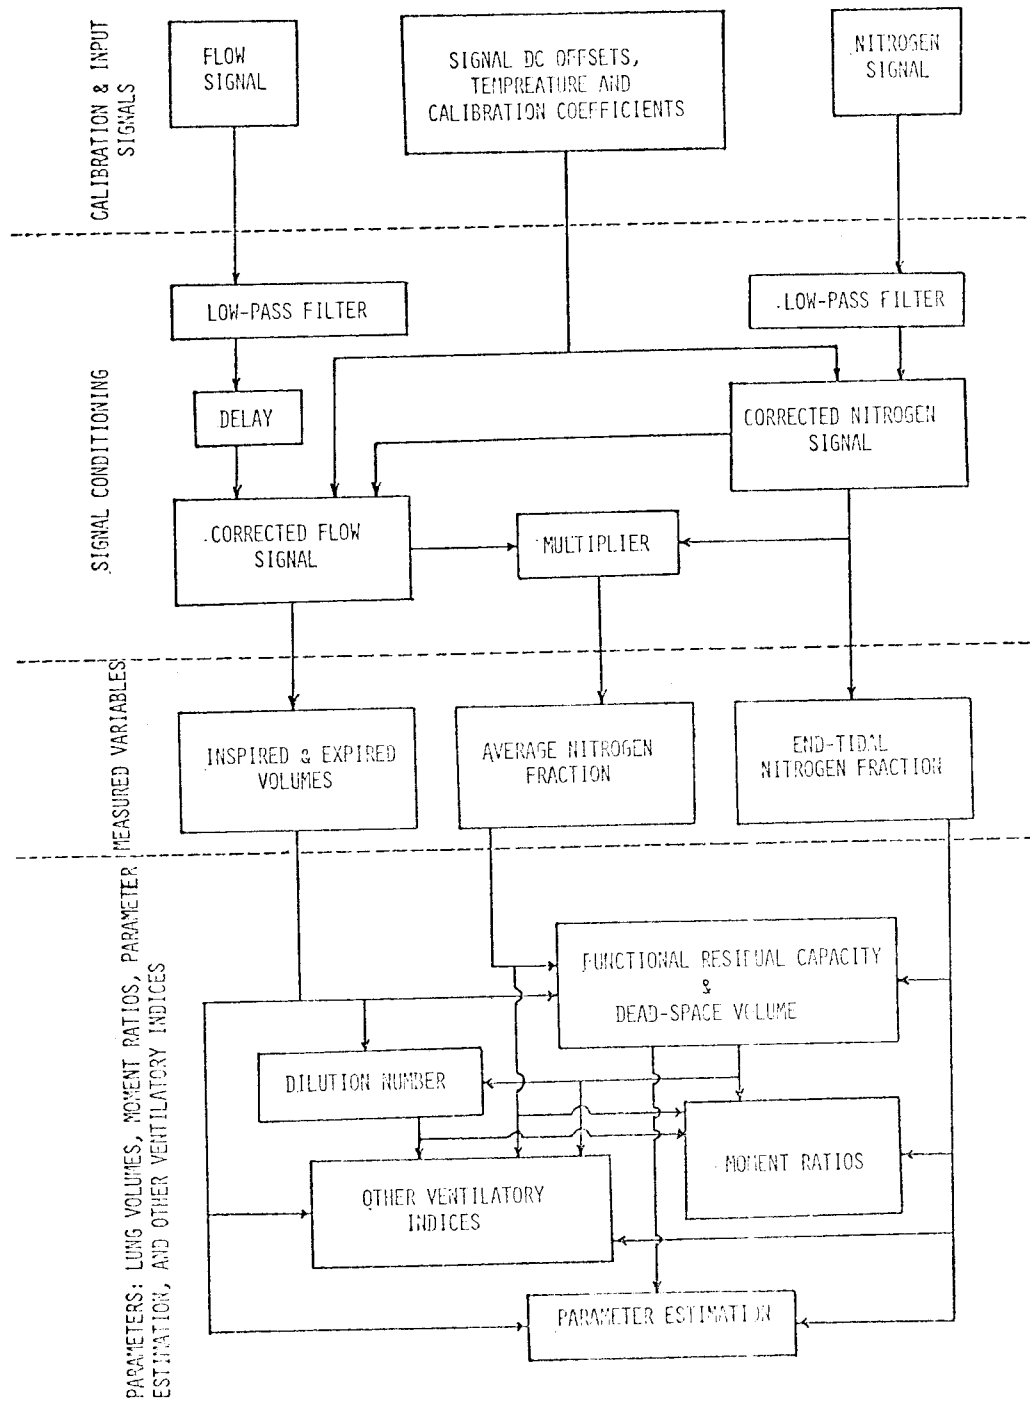 CALIBRATION & INPUT
SIGNALS
FLOW
SIGNAL
SIGNAL DC OFFSETS,
TEMPREATURE AND
CALIBRATION COEFFICIENTS
NITROGEN
SIGNAL
SIGNAL CONDITIONING
LOW-PASS FILTER
LOW-PASS FILTER
DELAY
CORRECTED NITROGEN
SIGNAL
CORRECTED FLOW
SIGNAL
MULTIPLIER
MEASURED VARIABLES
INSPIRED & EXPIRED
VOLUMES
AVERAGE NITROGEN
FRACTION
END-TIDAL
NITROGEN FRACTION
PARAMETERS: LUNG VOLUMES, MOMENT RATIOS, PARAMETER
ESTIMATION, AND OTHER VENTILATORY INDICES
FUNCTIONAL RESIDUAL CAPACITY
&
DEAD-SPACE VOLUME
DILUTION NUMBER
MOMENT RATIOS
OTHER VENTILATORY
INDICES
PARAMETER ESTIMATION